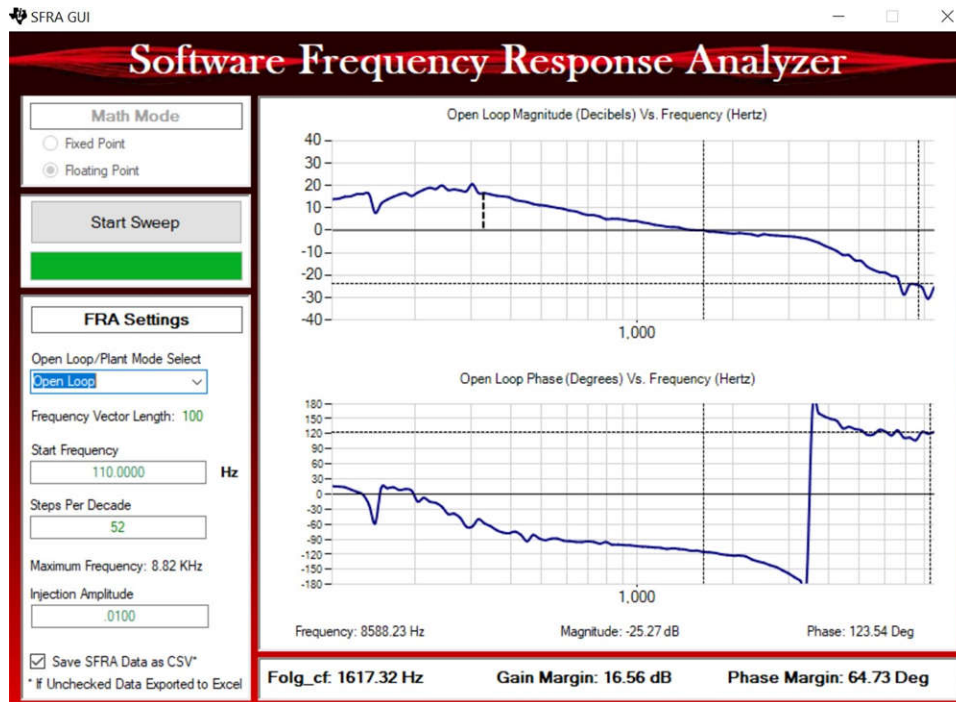 SFRA GUI
Software Frequency Response Analyzer
Math Mode
Fixed Point
Floating Point
Start Sweep
FRA Settings
Open Loop/Plant Mode Select
Open Loop
Frequency Vector Length: 100
Start Frequency
110.0000 Hz
Steps Per Decade
52
Maximum Frequency: 8.82 KHz
Injection Amplitude
.0100
Save SFRA Data as CSV*
* If Unchecked Data Exported to Excel
Open Loop Magnitude (Decibels) Vs. Frequency (Hertz)
40
30
20
10
0
-10
-20
-30
-40
1,000
Open Loop Phase (Degrees) Vs. Frequency (Hertz)
180
150
120
90
60
30
0
-30
-60
-90
-120
-150
-180
1,000
Frequency: 8588.23 Hz Magnitude: -25.27 dB Phase: 123.54 Deg
Folg_cf: 1617.32 Hz Gain Margin: 16.56 dB Phase Margin: 64.73 Deg